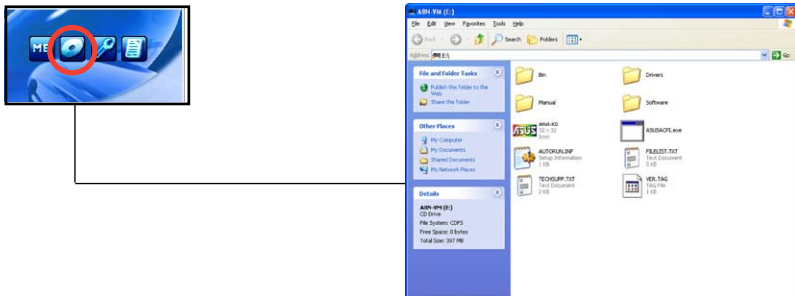 ME
A8N-VM (E:)
File Edit View Favorites Tools Help
Back Search Folders
Address E:\ Go
File and Folder Tasks
Publish this folder to the
Web
Share this folder
Other Places
My Computer
My Documents
Shared Documents
My Network Places
Details
A8N-VM (E:)
CD Drive
File System: CDFS
Free Space: 0 bytes
Total Size: 397 MB
Bin
Drivers
Manual
Software
ASUS
asus.ico
32 x 32
Icon
ASUSACPI.exe
AUTORUN.INF
Setup Information
1 KB
FILELIST.TXT
Text Document
5 KB
TECHSUPP.TXT
Text Document
2 KB
VER.TAG
TAG File
1 KB